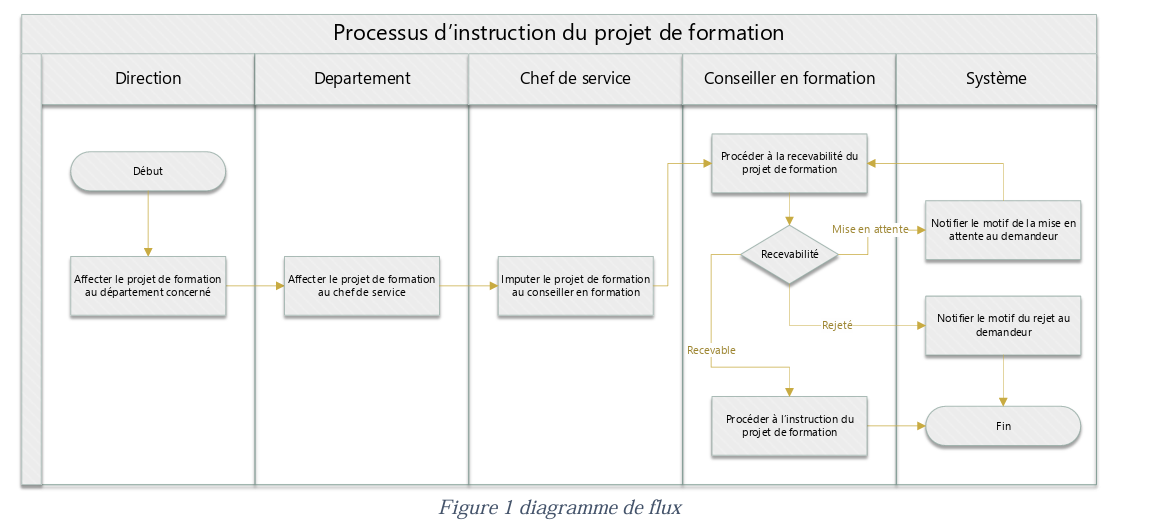 Processus d’instruction du projet de formation
Direction
Departement
Chef de service
Conseiller en formation
Système
Début
Affecter le projet de formation
au département concerné
Affecter le projet de formation
au chef de service
Imputer le projet de formation
au conseiller en formation
Procéder à la recevabilité du
projet de formation
Recevabilité
Mise en attente
Notifier le motif de la mise en
attente au demandeur
Rejeté
Notifier le motif du rejet au
demandeur
Recevable
Procéder à l’instruction du
projet de formation
Fin
Figure 1 diagramme de flux